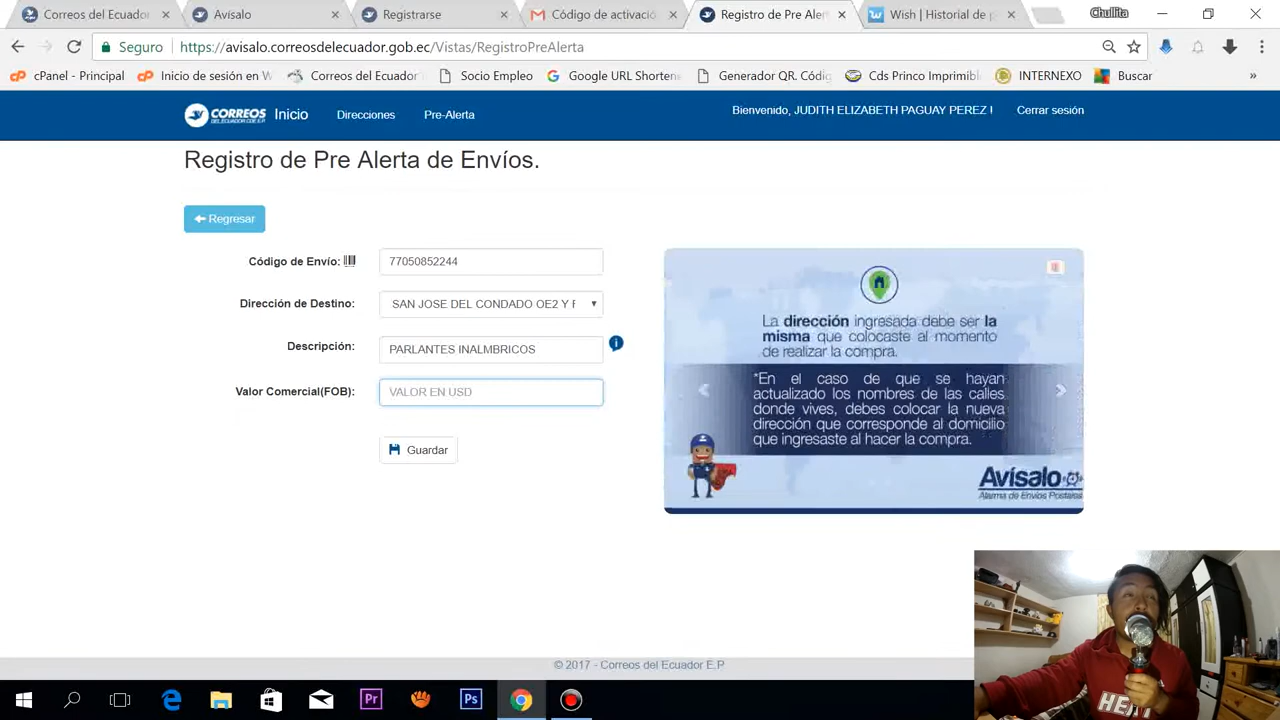 Correos del Ecuador
Avísalo
Registrarse
Código de activació
Registro de Pre Aler
Wish | Historial de p
Chullita
Seguro
https://avisalo.correosdelecuador.gob.ec/Vistas/RegistroPreAlerta
cPanel - Principal
Inicio de sesión en W
Correos del Ecuador
Socio Empleo
Google URL Shorten
Generador QR. Códig
Cds Princo Imprimibl
INTERNEXO
Buscar
»
CORREOS
DEL ECUADOR CDE E.P.
Inicio
Direcciones
Pre-Alerta
Bienvenido, JUDITH ELIZABETH PAGUAY PEREZ !
Cerrar sesión
Registro de Pre Alerta de Envíos.
Regresar
Código de Envío:
77050852244
Dirección de Destino:
SAN JOSE DEL CONDADO OE2 Y F
Descripción:
PARLANTES INALMBRICOS
Valor Comercial(FOB):
VALOR EN USD
Guardar
La dirección ingresada debe ser la
misma que colocaste al momento
de realizar la compra.
*En el caso de que se hayan
actualizado los nombres de las calles
donde vives, debes colocar la nueva
dirección que corresponde al domicilio
que ingresaste al hacer la compra.
Avísalo
Alarma de Envíos Postales
© 2017 - Correos del Ecuador E.P
Pr
Ps